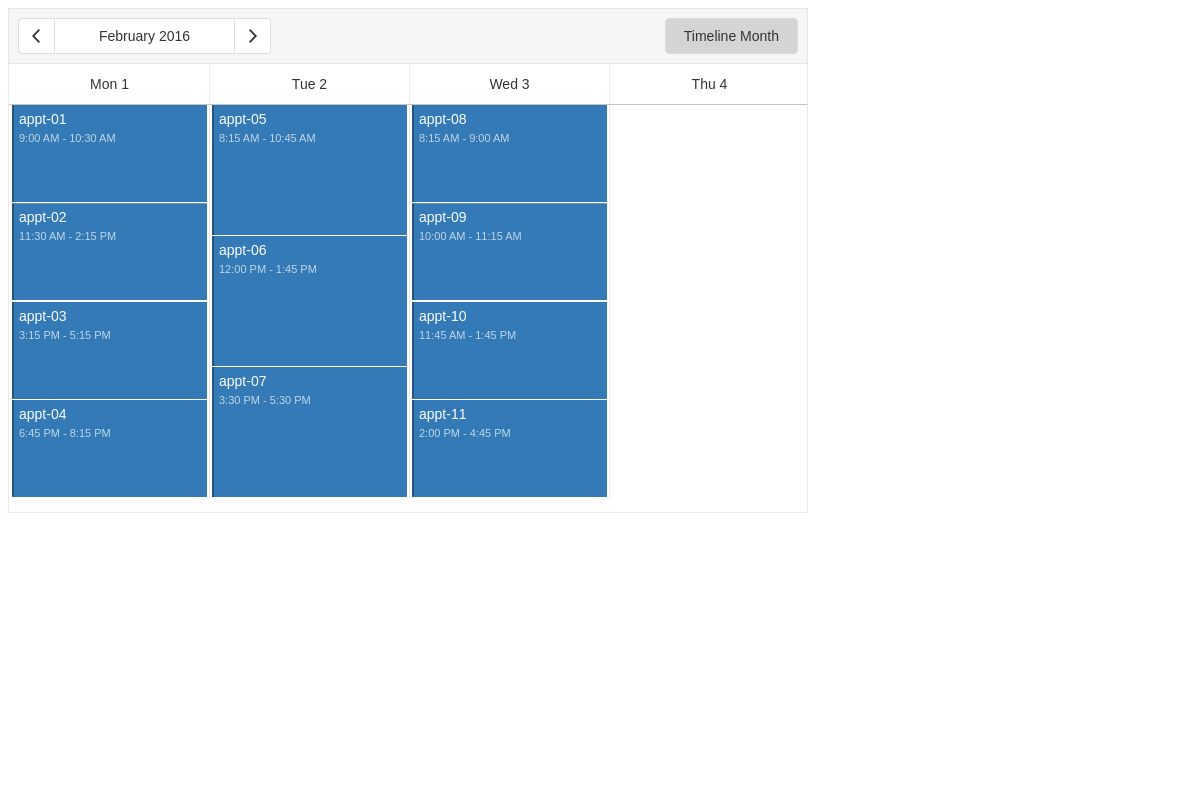 February 2016
Timeline Month
Mon 1
Tue 2
Wed 3
Thu 4
appt-01
9:00 AM - 10:30 AM
appt-02
11:30 AM - 2:15 PM
appt-03
3:15 PM - 5:15 PM
appt-04
6:45 PM - 8:15 PM
appt-05
8:15 AM - 10:45 AM
appt-06
12:00 PM - 1:45 PM
appt-07
3:30 PM - 5:30 PM
appt-08
8:15 AM - 9:00 AM
appt-09
10:00 AM - 11:15 AM
appt-10
11:45 AM - 1:45 PM
appt-11
2:00 PM - 4:45 PM